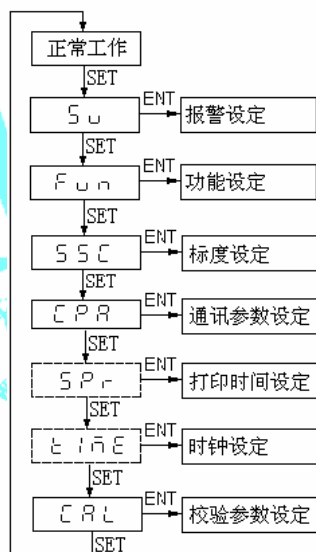 正常工作
SET
Su ENT 报警设定
SET
Fun ENT 功能设定
SET
SSC ENT 标度设定
SET
CPA ENT 通讯参数设定
SET
SPr ENT 打印时间设定
SET
tImE ENT 时钟设定
SET
CAL ENT 校验参数设定
SET